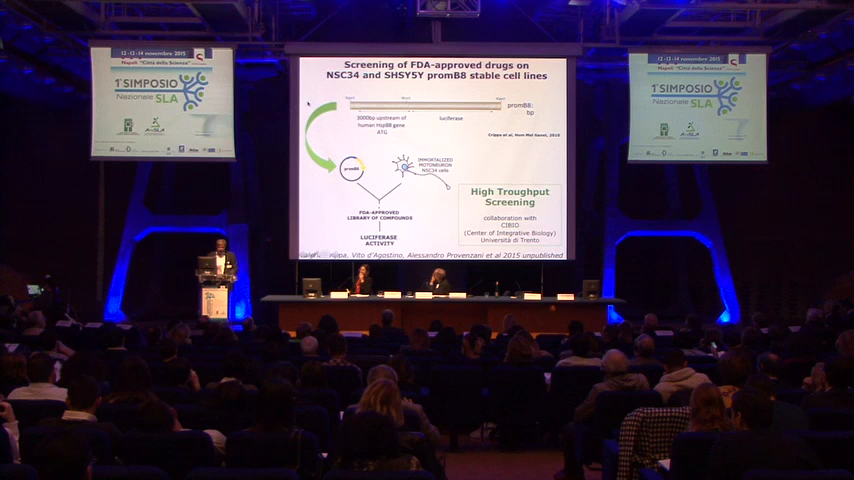 12-13-14 novembre 2015
Napoli "Città della Scienza"
1°SIMPOSIO
Nazionale SLA
Screening of FDA-approved drugs on
NSC34 and SHSY5Y promB8 stable cell lines
promB8:
bp
3000bp upstream of
human HspB8 gene
ATG
luciferase
Crippa et al, Hum Mol Genet, 2010
promB8
IMMORTALIZED
MOTONEURON
NSC34 cells
FDA-APPROVED
LIBRARY OF COMPOUNDS
LUCIFERASE
ACTIVITY
High Troughput
Screening
collaboration with
CIBIO
(Center of Integrative Biology)
Università di Trento
Vito d'Agostino, Alessandro Provenzani et al 2015 unpublished
12-13-14 novembre 2015
Napoli "Città della Scienza"
1°SIMPOSIO
Nazionale SLA